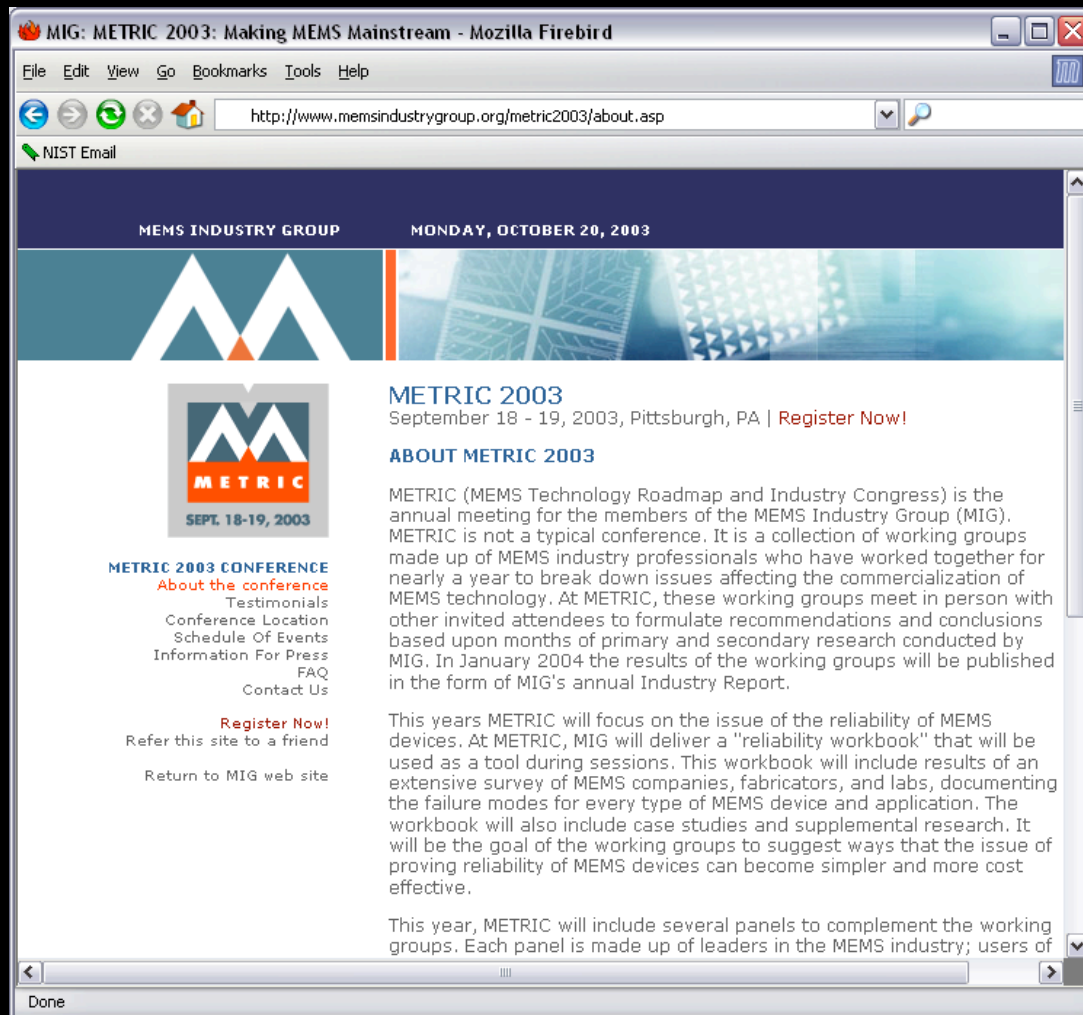 MIG: METRIC 2003: Making MEMS Mainstream - Mozilla Firebird
File Edit View Go Bookmarks Tools Help
http://www.memsindustrygroup.org/metric2003/about.asp
NIST Email
MEMS INDUSTRY GROUP
MONDAY, OCTOBER 20, 2003
METRIC
SEPT. 18-19, 2003
METRIC 2003 CONFERENCE
About the conference
Testimonials
Conference Location
Schedule Of Events
Information For Press
FAQ
Contact Us
Register Now!
Refer this site to a friend
Return to MIG web site
METRIC 2003
September 18 - 19, 2003, Pittsburgh, PA | Register Now!
ABOUT METRIC 2003
METRIC (MEMS Technology Roadmap and Industry Congress) is the
annual meeting for the members of the MEMS Industry Group (MIG).
METRIC is not a typical conference. It is a collection of working groups
made up of MEMS industry professionals who have worked together for
nearly a year to break down issues affecting the commercialization of
MEMS technology. At METRIC, these working groups meet in person with
other invited attendees to formulate recommendations and conclusions
based upon months of primary and secondary research conducted by
MIG. In January 2004 the results of the working groups will be published
in the form of MIG's annual Industry Report.
This years METRIC will focus on the issue of the reliability of MEMS
devices. At METRIC, MIG will deliver a "reliability workbook" that will be
used as a tool during sessions. This workbook will include results of an
extensive survey of MEMS companies, fabricators, and labs, documenting
the failure modes for every type of MEMS device and application. The
workbook will also include case studies and supplemental research. It
will be the goal of the working groups to suggest ways that the issue of
proving reliability of MEMS devices can become simpler and more cost
effective.
This year, METRIC will include several panels to complement the working
groups. Each panel is made up of leaders in the MEMS industry; users of
Done